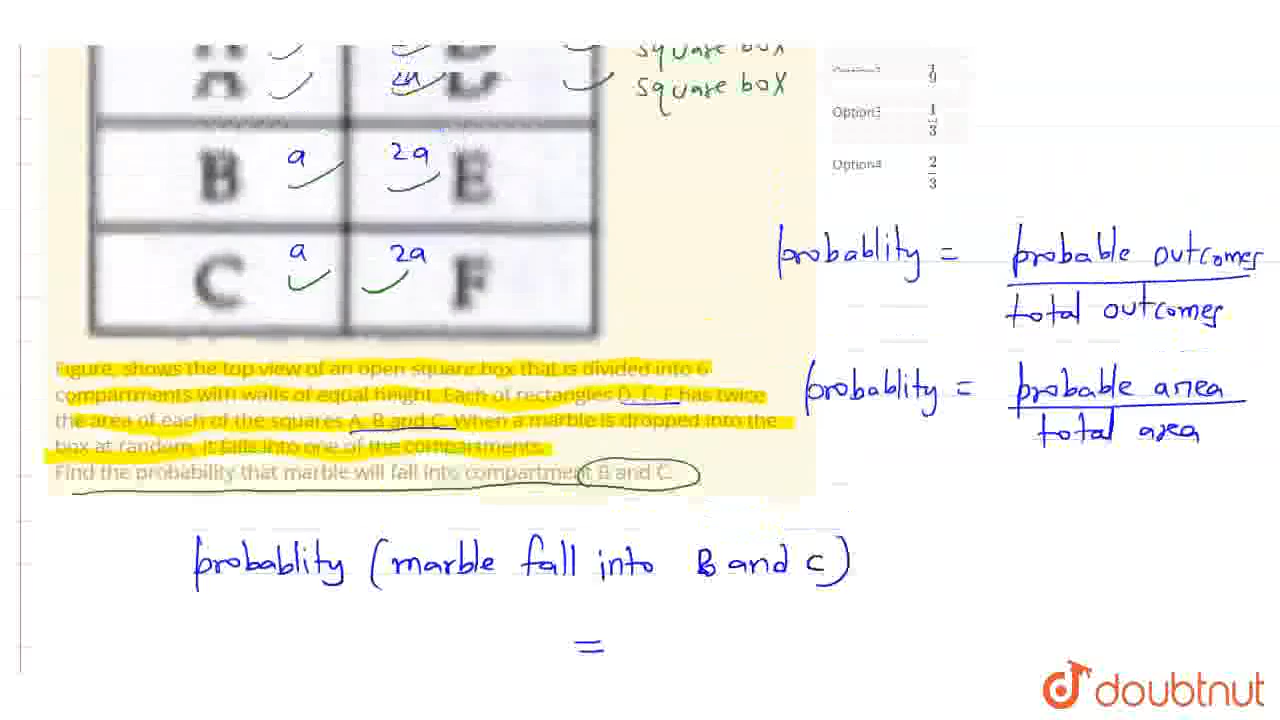 square box
2a
square box
B a 2a E
C a 2a F
1/9
Option3 1/3
Option4 2/3
probablity = probable outcomes / total outcomes
probablity = probable area / total area
Figure, shows the top view of an open square box that is divided into 6
compartments with walls of equal height. Each of rectangles D, E, F has twice
the area of each of the squares A, B and C. When a marble is dropped into the
box at random, it falls into one of the compartments.
Find the probability that marble will fall into compartment B and C.
probablity (marble fall into B and C)
=
doubtnut